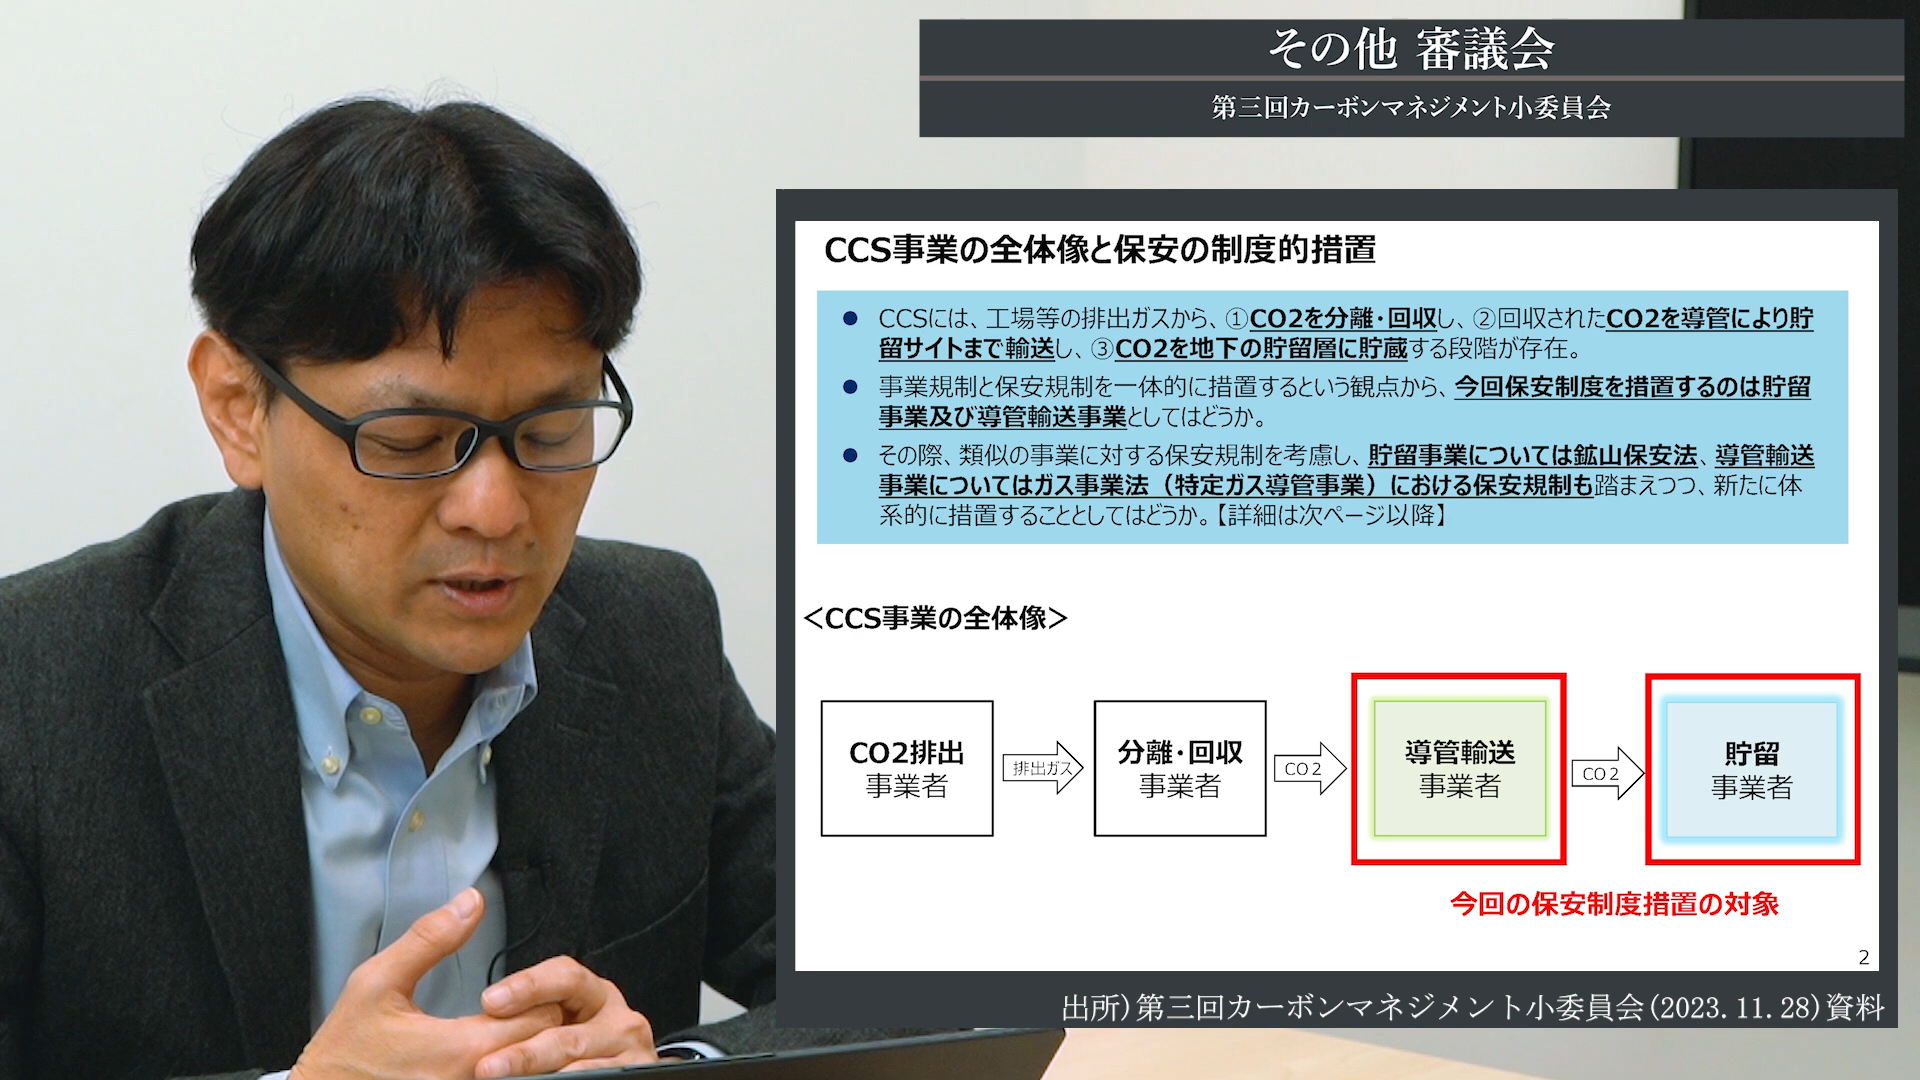 その他 審議会
第三回カーボンマネジメント小委員会
CCS事業の全体像と保安の制度的措置
● CCSには、工場等の排出ガスから、①CO2を分離・回収し、②回収されたCO2を導管により貯
留サイトまで輸送し、③CO2を地下の貯留層に貯蔵する段階が存在。
● 事業規制と保安規制を一体的に措置するという観点から、今回保安制度を措置するのは貯留
事業及び導管輸送事業としてはどうか。
● その際、類似の事業に対する保安規制を考慮し、貯留事業については鉱山保安法、導管輸送
事業についてはガス事業法（特定ガス導管事業）における保安規制も踏まえつつ、新たに体
系的に措置することとしてはどうか。【詳細は次ページ以降】
＜CCS事業の全体像＞
CO2排出
事業者
排出ガス
分離・回収
事業者
CO2
導管輸送
事業者
CO2
貯留
事業者
今回の保安制度措置の対象
2
出所)第三回カーボンマネジメント小委員会(2023.11.28)資料